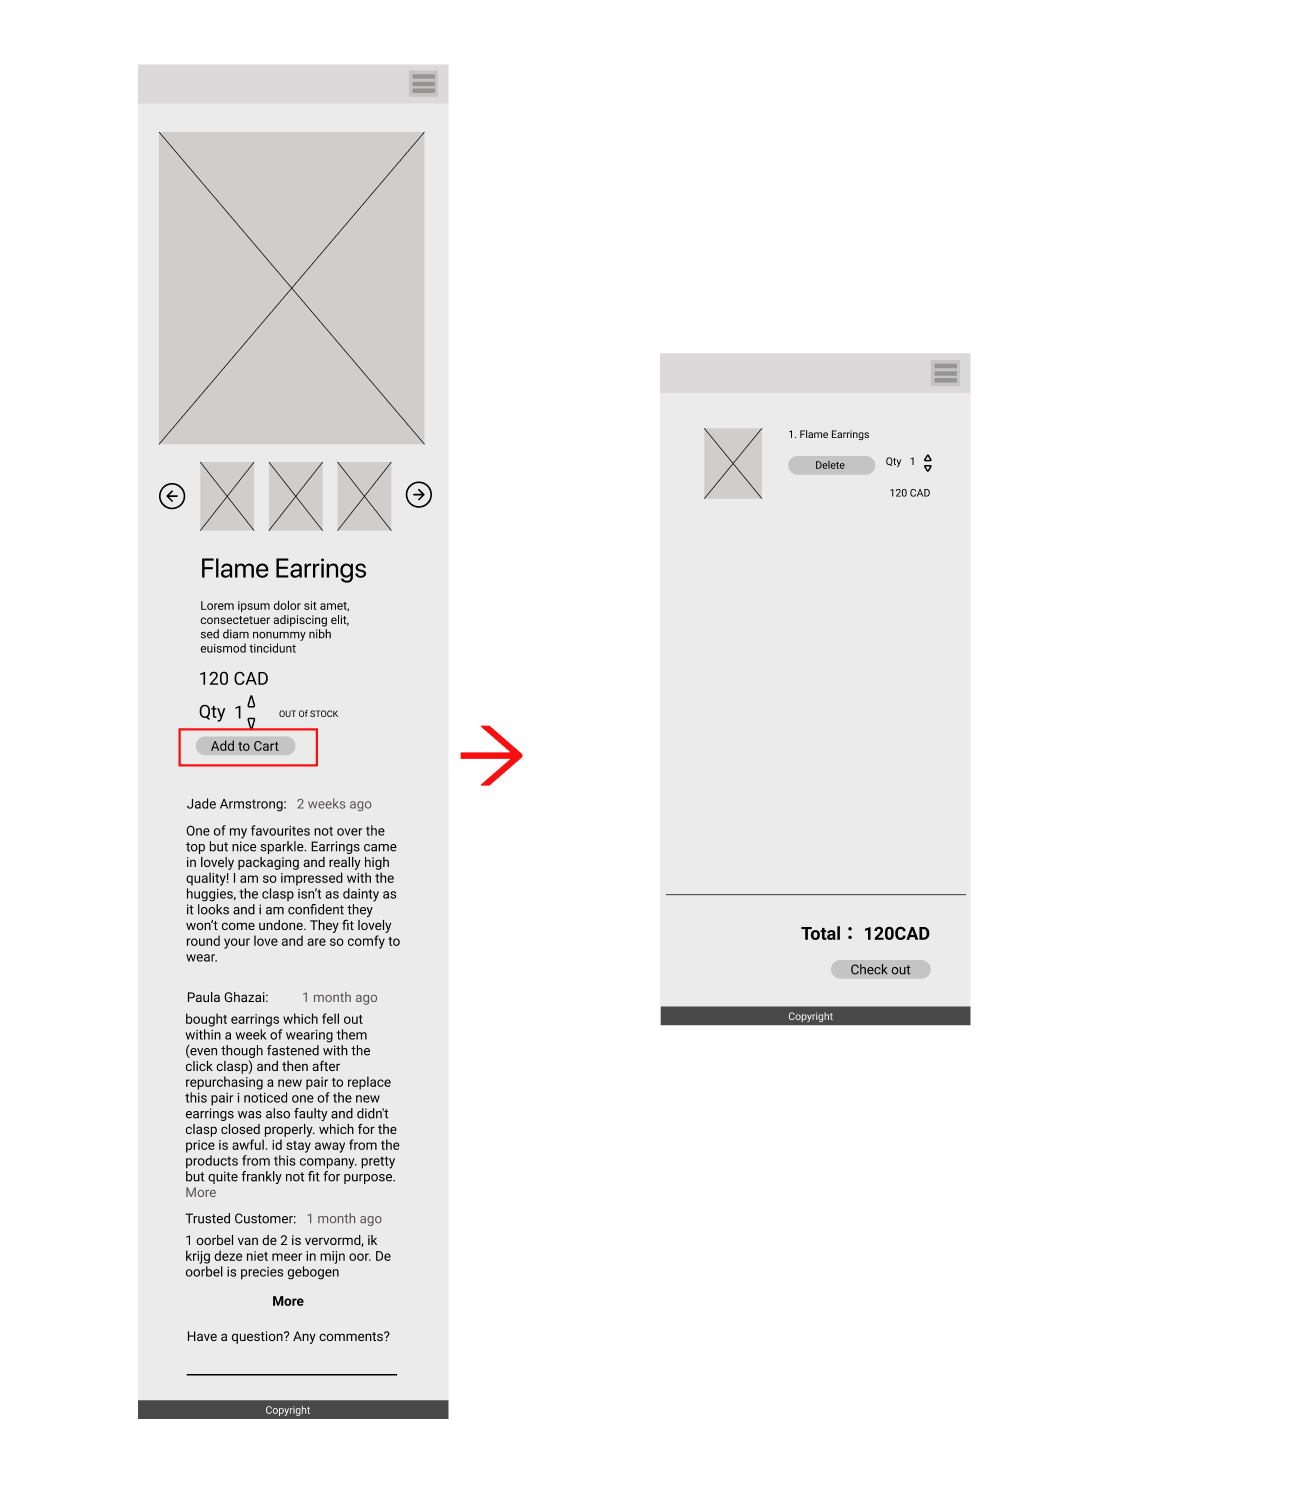 Flame Earrings
Lorem ipsum dolor sit amet,
consectetuer adipiscing elit,
sed diam nonummy nibh
euismod tincidunt
120 CAD
Qty 1
OUT Of STOCK
Add to Cart
Jade Armstrong: 2 weeks ago
One of my favourites not over the
top but nice sparkle. Earrings came
in lovely packaging and really high
quality! I am so impressed with the
huggies, the clasp isn't as dainty as
it looks and i am confident they
won't come undone. They fit lovely
round your love and are so comfy to
wear.
Paula Ghazai: 1 month ago
bought earrings which fell out
within a week of wearing them
(even though fastened with the
click clasp) and then after
repurchasing a new pair to replace
this pair i noticed one of the new
earrings was also faulty and didn't
clasp closed properly. which for the
price is awful. id stay away from the
products from this company. pretty
but quite frankly not fit for purpose.
More
Trusted Customer: 1 month ago
1 oorbel van de 2 is vervormd, ik
krijg deze niet meer in mijn oor. De
oorbel is precies gebogen
More
Have a question? Any comments?
Copyright
1. Flame Earrings
Delete
Qty 1
120 CAD
Total： 120CAD
Check out
Copyright